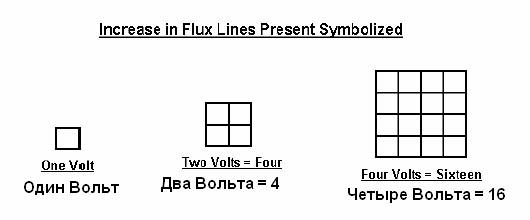 Increase in Flux Lines Present Symbolized
One Volt
Один Вольт
Two Volts = Four
Два Вольта = 4
Four Volts = Sixteen
Четыре Вольта = 16